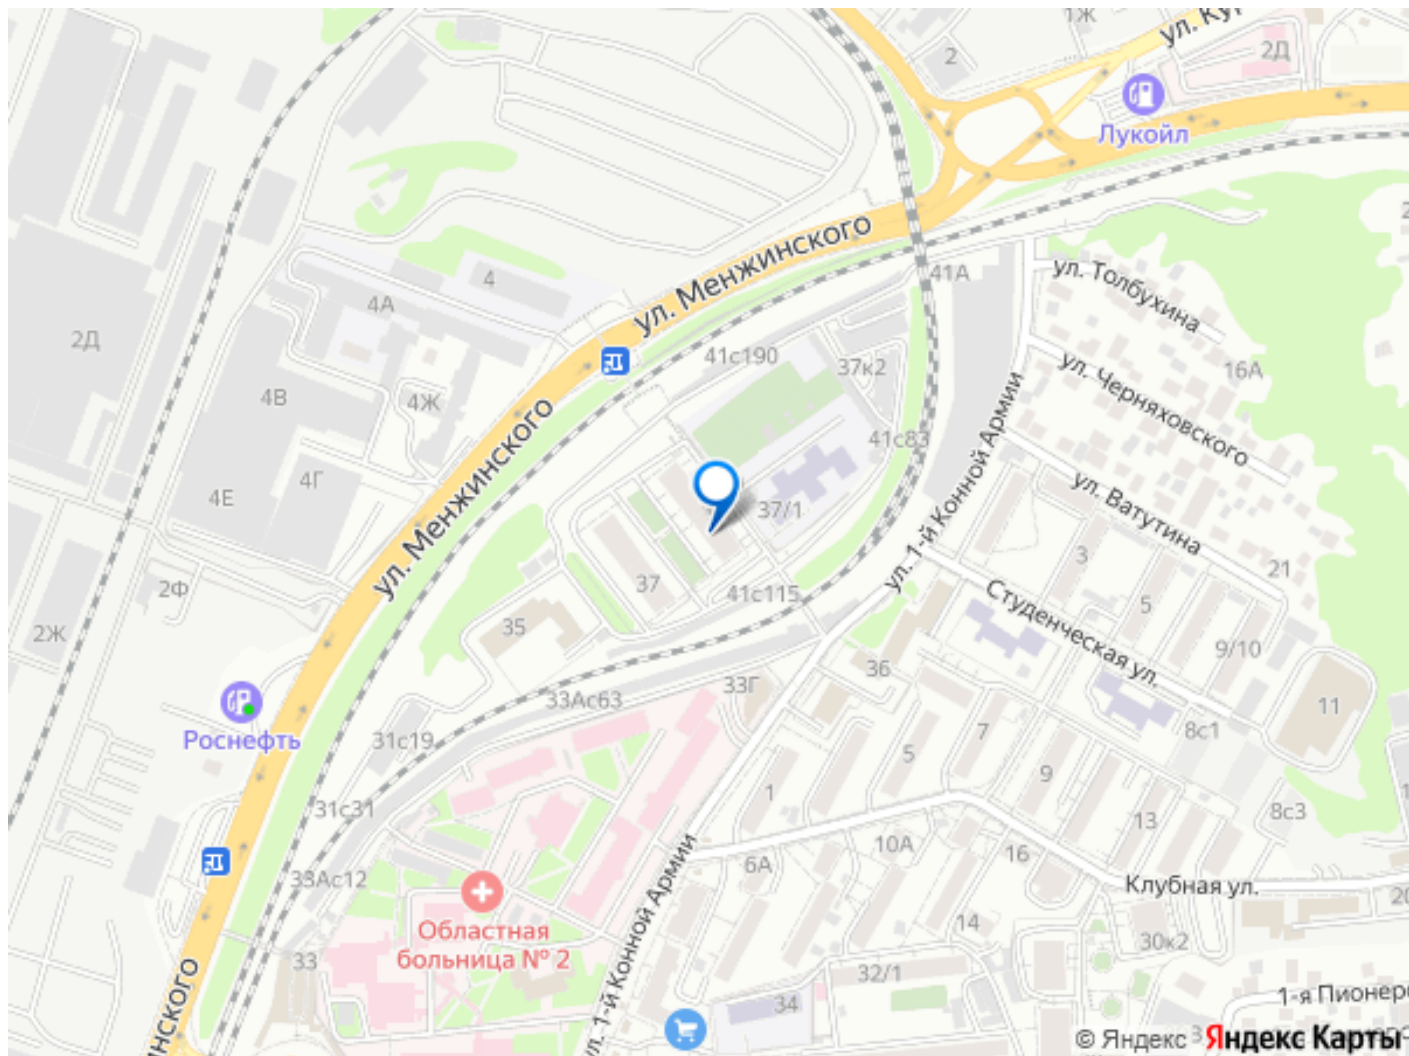 1Ж
ул. Кур
2
2Д
Лукойл
ул. Менжинского
41А
ул. Толбухина
4
4А
2Д
41с190
37к2
16А
ул. Черняховского
4В
4Ж
41с83
ул. 1-й Конной Армии
ул. Менжинского
4Г
4Е
37/1
ул. Ватутина
3
21
2Ф
37
41с115
5
Студенческая ул.
2Ж
35
9/10
36
33Г
33Ас63
11
Роснефть
31с19
7
8с1
5
9
1
31с31
8с3
13
10А
6А
16
33Ас12
Клубная ул.
ул. 1-й Конной Армии
20
14
Областная
больница № 2
30к2
33
32/1
34
инского
1-я Пионер
3
© Яндекс
Яндекс Карты